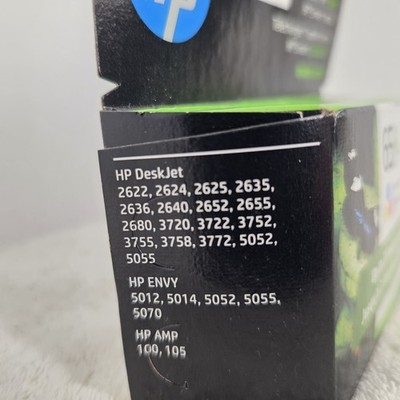 hp
HP DeskJet
2622, 2624, 2625, 2635,
2636, 2640, 2652, 2655,
2680, 3720, 3722, 3752,
3755, 3758, 3772, 5052,
5055
HP ENVY
5012, 5014, 5052, 5055,
5070
HP AMP
100, 105